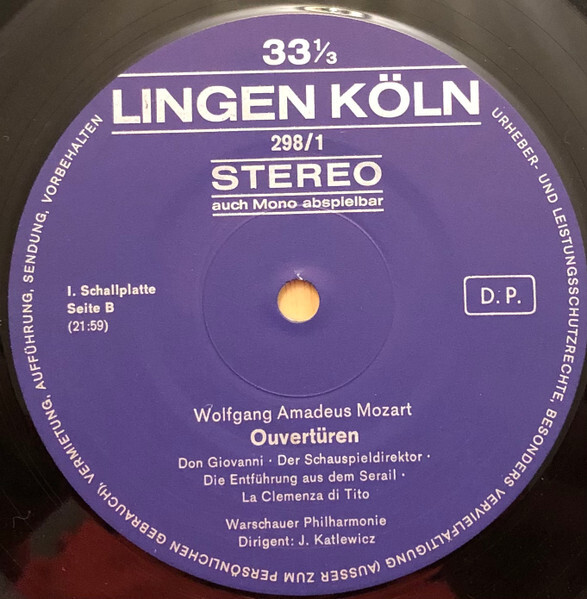 33 1/3
LINGEN KÖLN
298/1
STEREO
auch Mono abspielbar
I. Schallplatte
Seite B
(21:59)
D. P.
Wolfgang Amadeus Mozart
Ouvertüren
Don Giovanni · Der Schauspieldirektor ·
Die Entführung aus dem Serail ·
La Clemenza di Tito
Warschauer Philharmonie
Dirigent: J. Katlewicz
URHEBER- UND LEISTUNGSSCHUTZRECHTE, BESONDERS VERVIELFÄLTIGUNG (AUSSER ZUM PERSÖNLICHEN GEBRAUCH), VERMIETUNG, AUFFÜHRUNG, SENDUNG, VORBEHALTEN